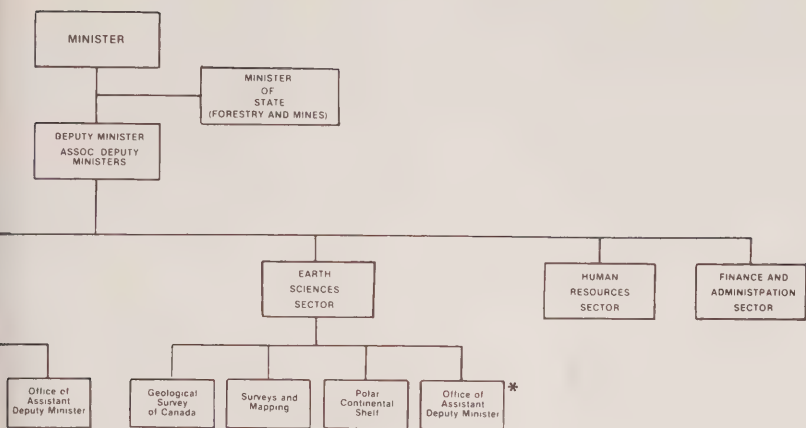 MINISTER
MINISTER
OF
STATE
(FORESTRY AND MINES)
DEPUTY MINISTER
ASSOC DEPUTY
MINISTERS
EARTH
SCIENCES
SECTOR
HUMAN
RESOURCES
SECTOR
FINANCE AND
ADMINISTRATION
SECTOR
Office of
Assistant
Deputy Minister
Geological
Survey
of Canada
Surveys and
Mapping
Polar
Continental
Shelf
Office of
Assistant
Deputy Minister
*